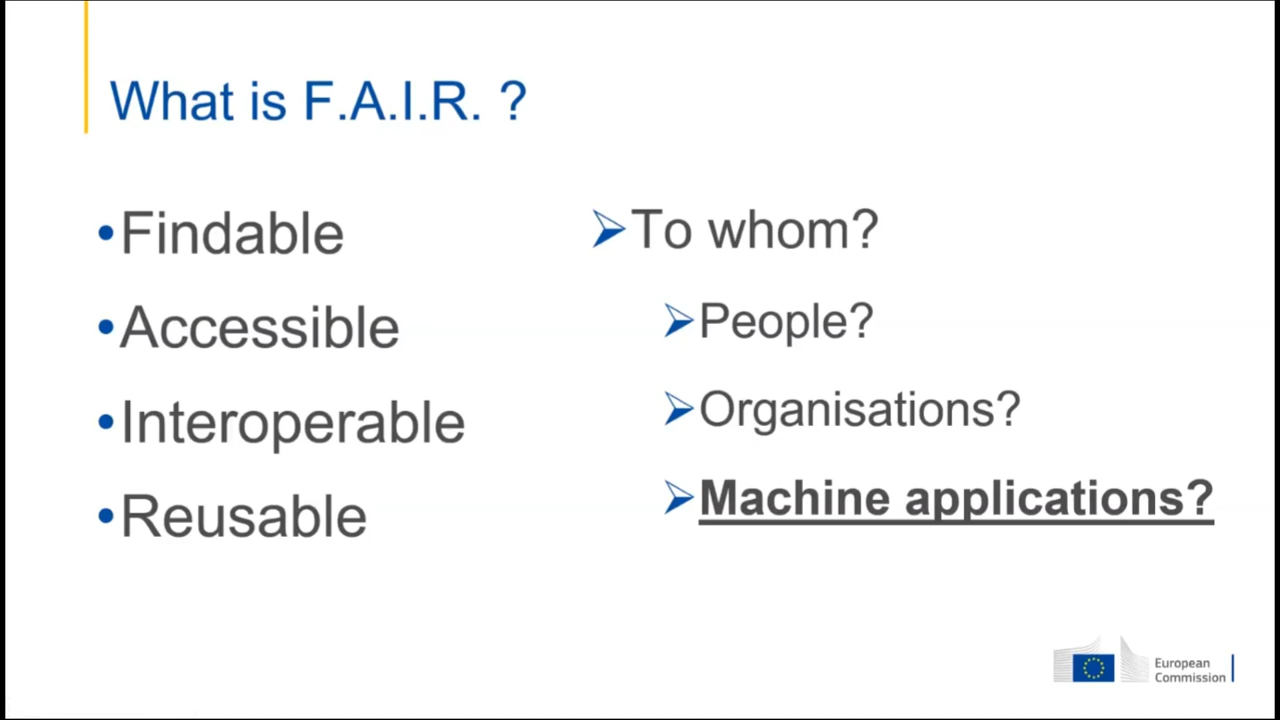 What is F.A.I.R. ?
•Findable
•Accessible
•Interoperable
•Reusable
➢To whom?
➢People?
➢Organisations?
➢Machine applications?
European
Commission